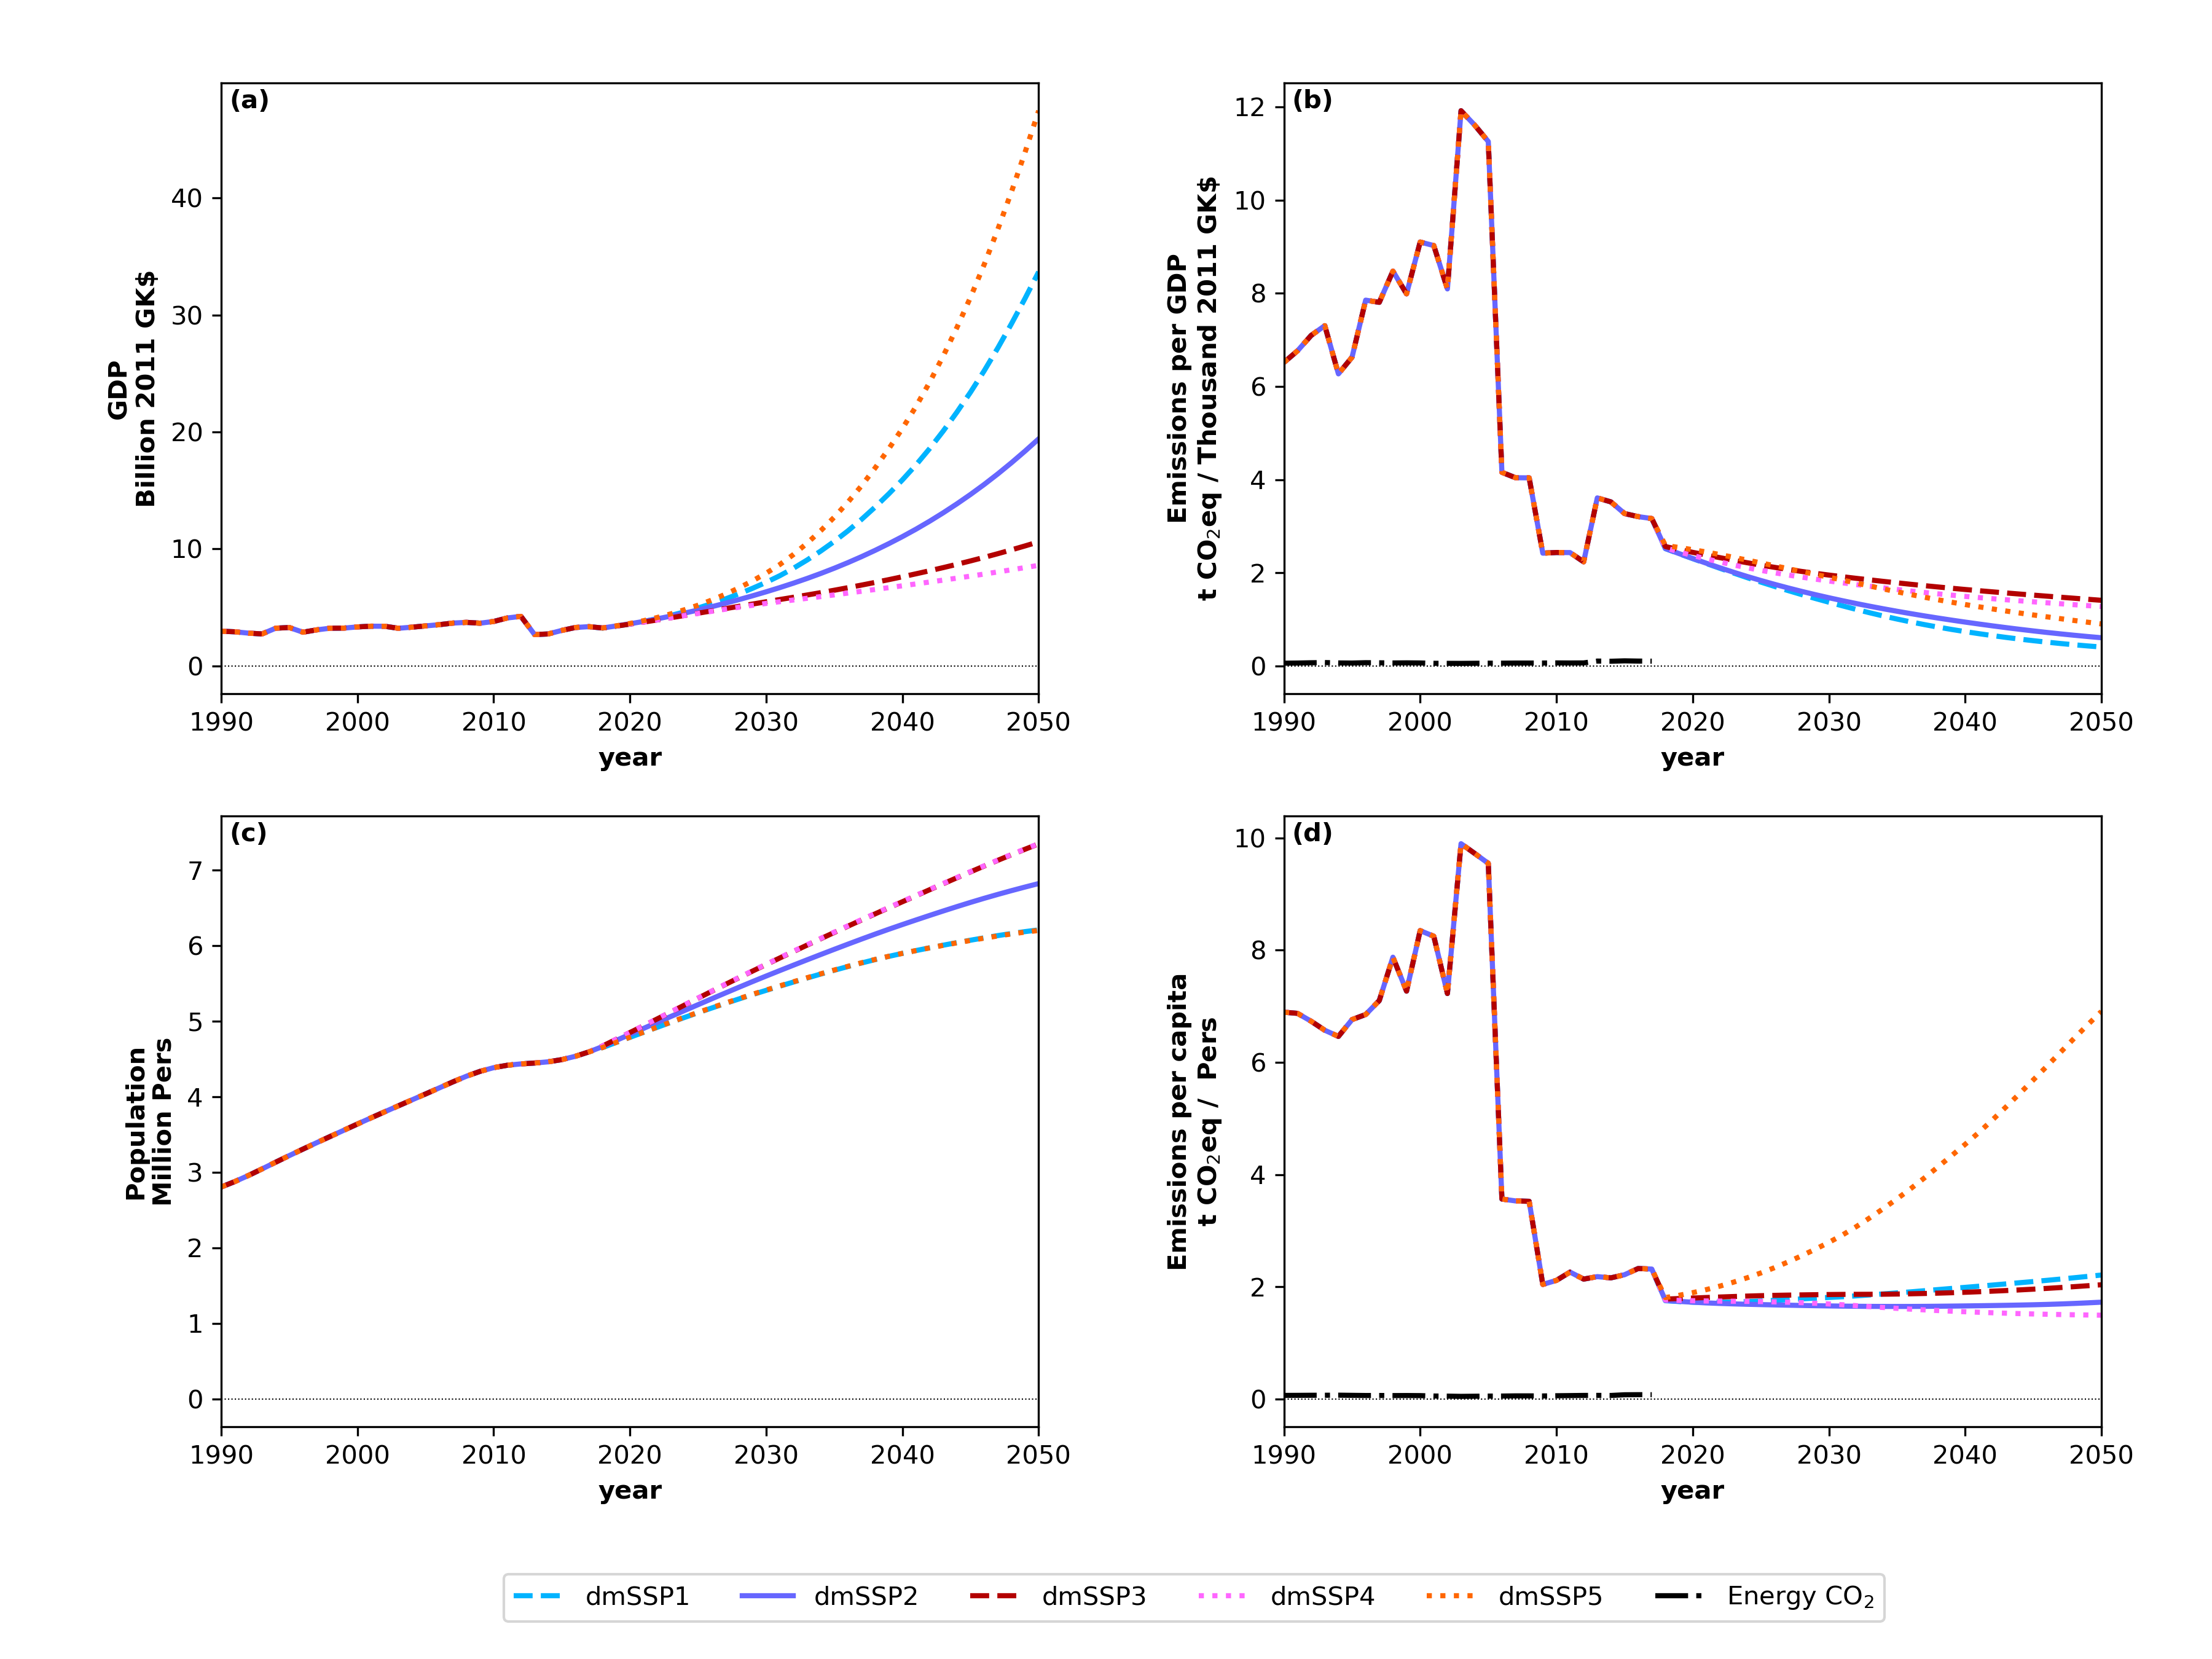 (a)
40
30
20
10
0
GDP
Billion 2011 GK$
1990 2000 2010 2020 2030 2040 2050
year
(b)
12
10
8
6
4
2
0
Emissions per GDP
t CO₂eq / Thousand 2011 GK$
1990 2000 2010 2020 2030 2040 2050
year
(c)
7
6
5
4
3
2
1
0
Population
Million Pers
1990 2000 2010 2020 2030 2040 2050
year
(d)
10
8
6
4
2
0
Emissions per capita
t CO₂eq / Pers
1990 2000 2010 2020 2030 2040 2050
year
dmSSP1 dmSSP2 dmSSP3 dmSSP4 dmSSP5 Energy CO₂